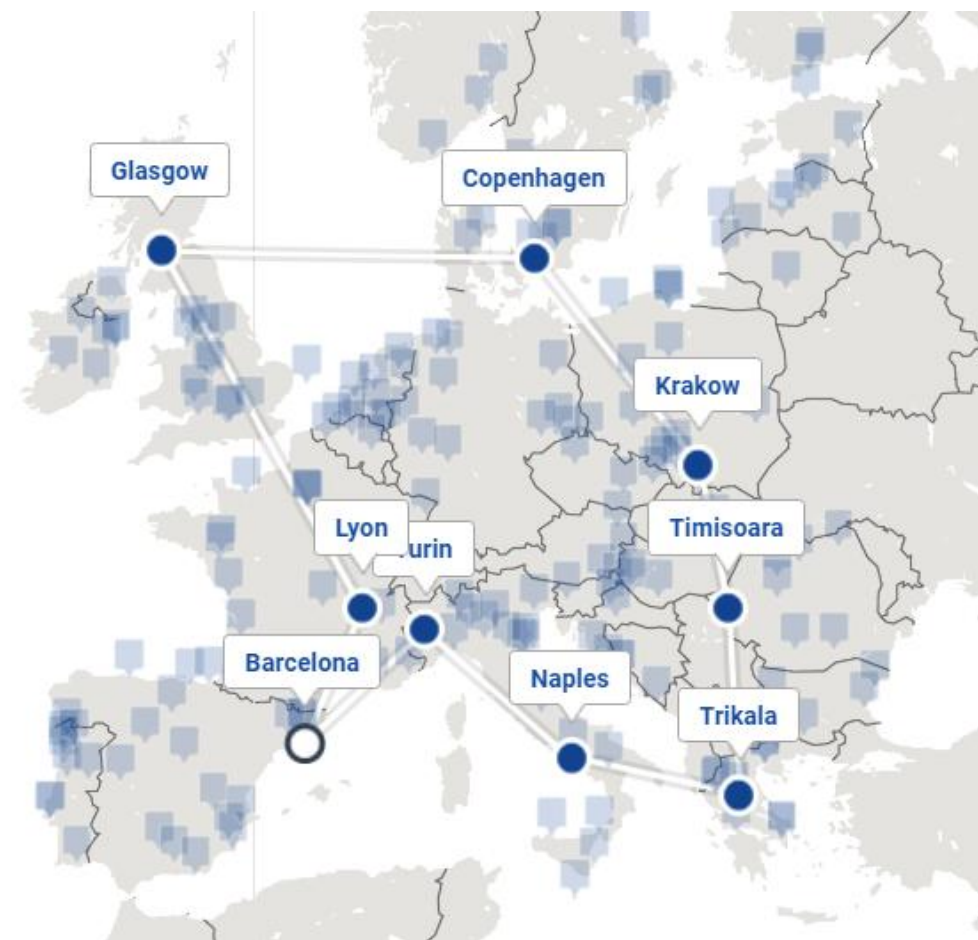 Glasgow
Copenhagen
Krakow
Lyon
Timisoara
urin
Barcelona
Naples
Trikala